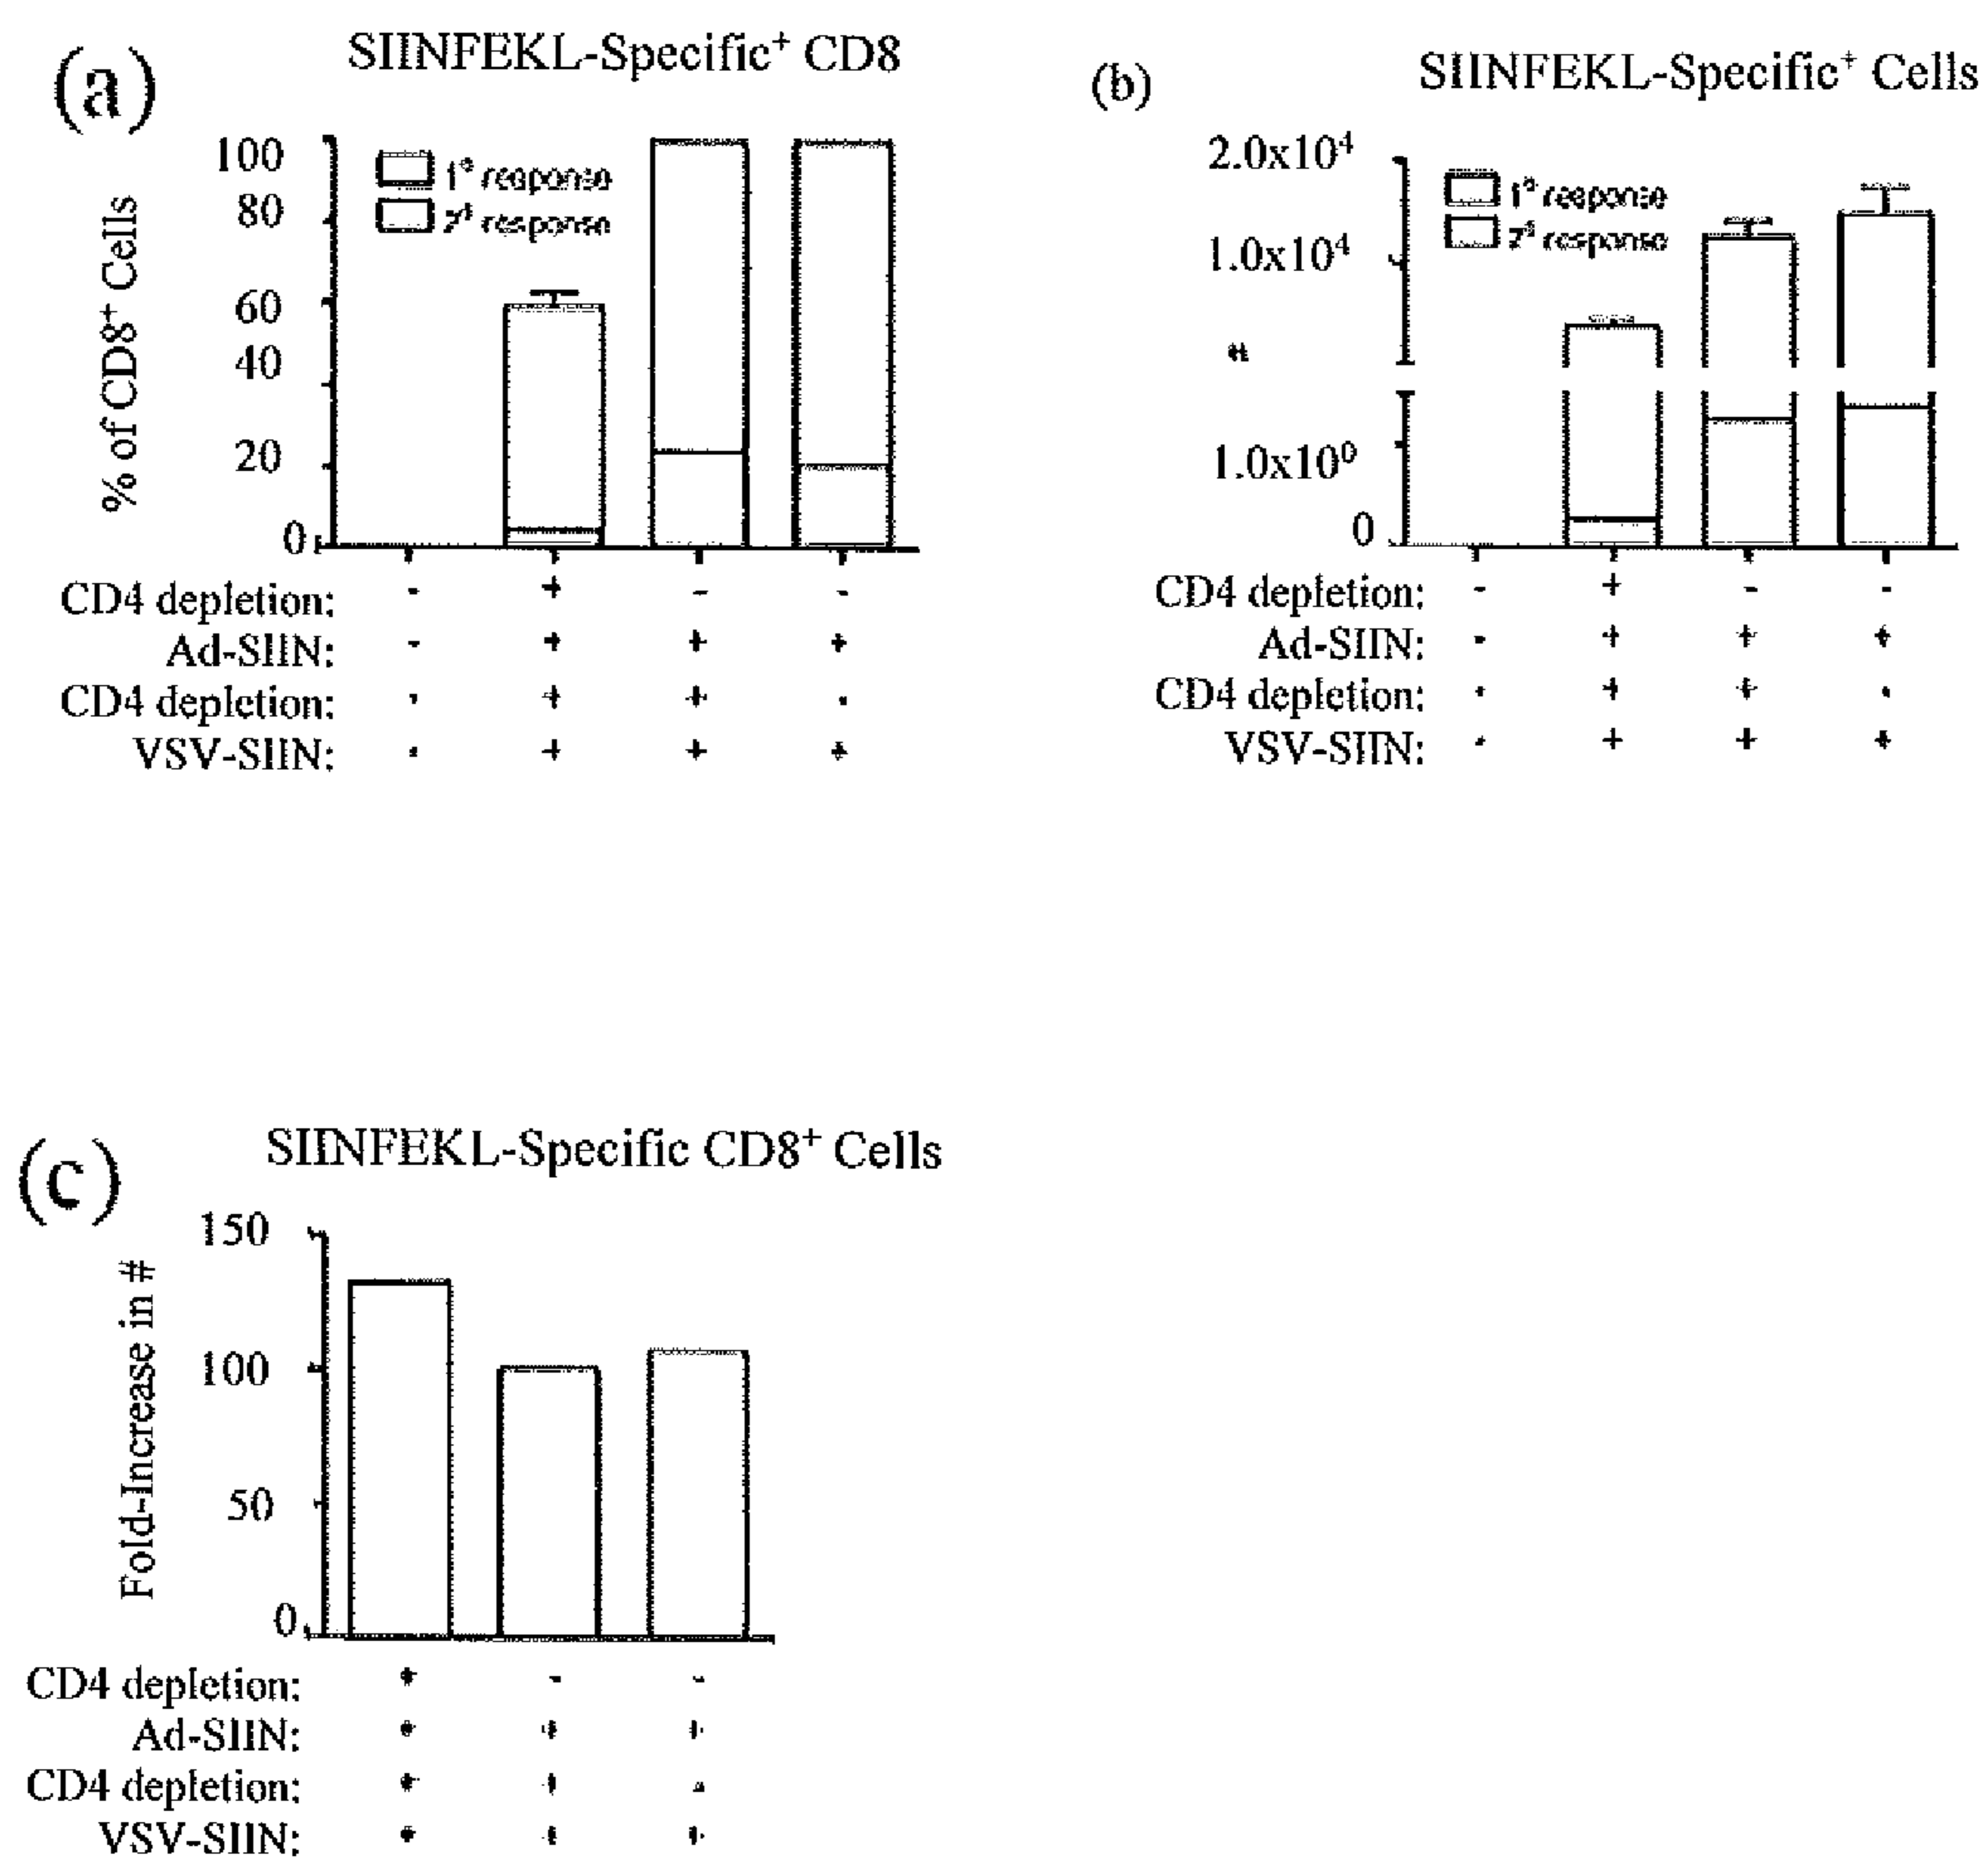 (a)
SIINFEKL-Specific⁺ CD8
% of CD8⁺ Cells
100
80
60
40
20
0
1° response
2° response
CD4 depletion: - + - -
Ad-SIIN: - + + +
CD4 depletion: - + + -
VSV-SIIN: - + + +
(b)
SIINFEKL-Specific⁺ Cells
#
2.0x10⁴
1.0x10⁴
1.0x10⁰
0
1° response
2° response
CD4 depletion: - + - -
Ad-SIIN: - + + +
CD4 depletion: - + + -
VSV-SIIN: - + + +
(c)
SIINFEKL-Specific CD8⁺ Cells
Fold-Increase in #
150
100
50
0
CD4 depletion: + - -
Ad-SIIN: + + +
CD4 depletion: + + -
VSV-SIIN: + + +